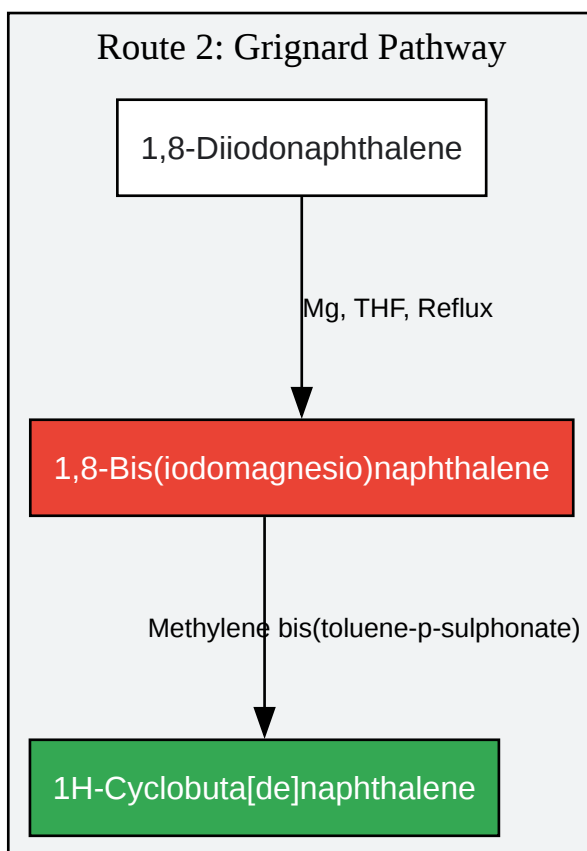 Route 2: Grignard Pathway
1,8-Diiodonaphthalene
Mg, THF, Reflux
1,8-Bis(iodomagnesio)naphthalene
Methylene bis(toluene-p-sulphonate)
1H-Cyclobuta[de]naphthalene